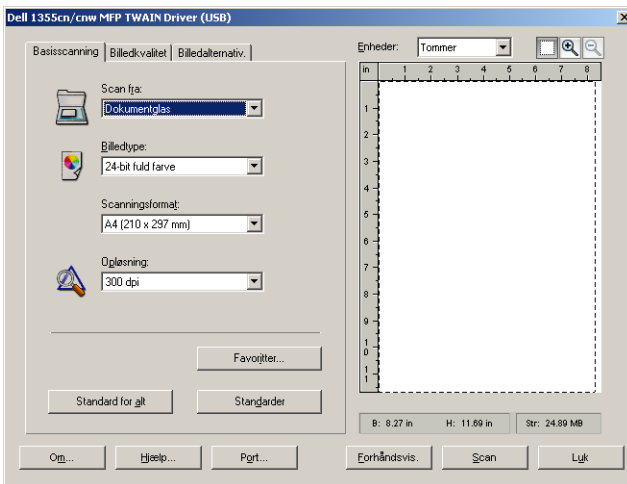 Dell 1355cn/cnw MFP TWAIN Driver (USB)
Basisscanning Billedkvalitet Billedalternativ.
Scan fra:
Dokumentglas
Billedtype:
24-bit fuld farve
Scanningsformat:
A4 (210 x 297 mm)
Opløsning:
300 dpi
Favoritter...
Standard for alt Standarder
Enheder: Tommer
in 1 2 3 4 5 6 7 8
1
2
3
4
5
6
7
8
9
10
11
B: 8.27 in H: 11.69 in Str: 24.89 MB
Om... Hjælp... Port... Forhåndsvis. Scan Luk